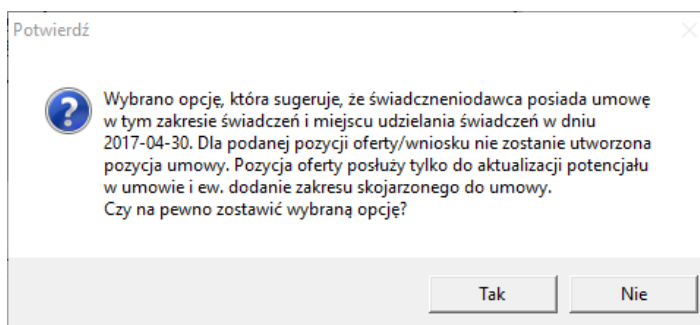 Potwierdź
Wybrano opcję, która sugeruje, że świadczneniodawca posiada umowę
w tym zakresie świadczeń i miejscu udzielania świadczeń w dniu
2017-04-30. Dla podanej pozycji oferty/wniosku nie zostanie utworzona
pozycja umowy. Pozycja oferty posłuży tylko do aktualizacji potencjału
w umowie i ew. dodanie zakresu skojarzonego do umowy.
Czy na pewno zostawić wybraną opcję?
Tak
Nie